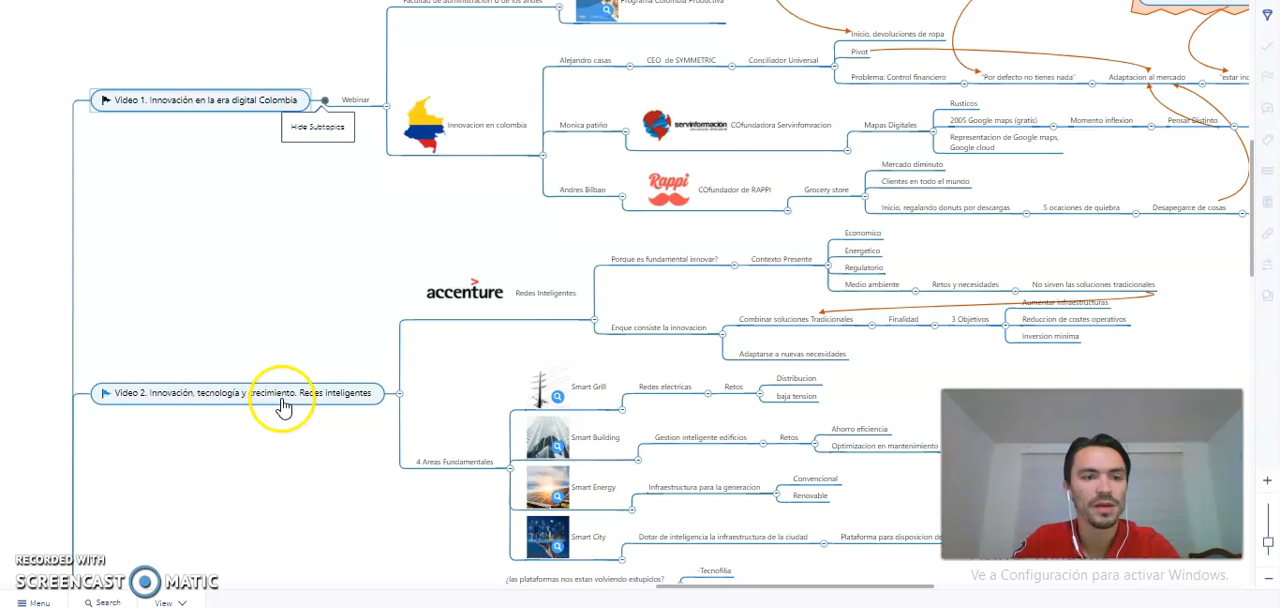 Facultad de administracion U de los andes
Programa Colombia Productiva
Video 1. Innovación en la era digital Colombia
Webinar
Hide Subtopics
Innovacion en colombia
Alejandro casas
CEO de SYMMETRIC
Conciliador Universal
Inicio, devoluciones de ropa
Pivot
Problema: Control financiero
"Por defecto no tienes nada"
Adaptacion al mercado
Monica patiño
servinformación
COfundadora Servinfromracion
Mapas Digitales
Rusticos
2005 Google maps (gratis)
Momento inflexion
Pensar Distinto
Representacion de Google maps,
Google cloud
Andres Bilbao
Rappi
COfundador de RAPPI
Grocery store
Mercado diminuto
Clientes en todo el mundo
Inicio, regalando donuts por descargas
5 ocaciones de quiebra
Desapegarce de cosas
Video 2. Innovación, tecnología y crecimiento. Redes inteligentes
accenture
Redes Inteligentes
Porque es fundamental innovar?
Contexto Presente
Economico
Energetico
Regulatorio
Medio ambiente
Retos y necesidades
No sirven las soluciones tradicionales
Enque consiste la innovacion
Combinar soluciones Tradicionales
Finalidad
3 Objetivos
Aumentar infraestructuras
Reduccion de costes operativos
Inversion minima
Adaptarse a nuevas necesidades
4 Areas Fundamentales
Smart Grill
Redes electricas
Retos
Distribucion
baja tension
Smart Building
Gestion inteligente edificios
Retos
Ahorro eficiencia
Optimizacion en mantenimiento
Smart Energy
Infraestructura para la generacion
Convencional
Renovable
Smart City
Dotar de inteligencia la infraestructura de la ciudad
Plataforma para disposicion de
¿las plataformas nos estan volviendo estupidos?
-Tecnofilia
RECORDED WITH
SCREENCAST MATIC
Ve a Configuración para activar Windows.
Menu
Search
View